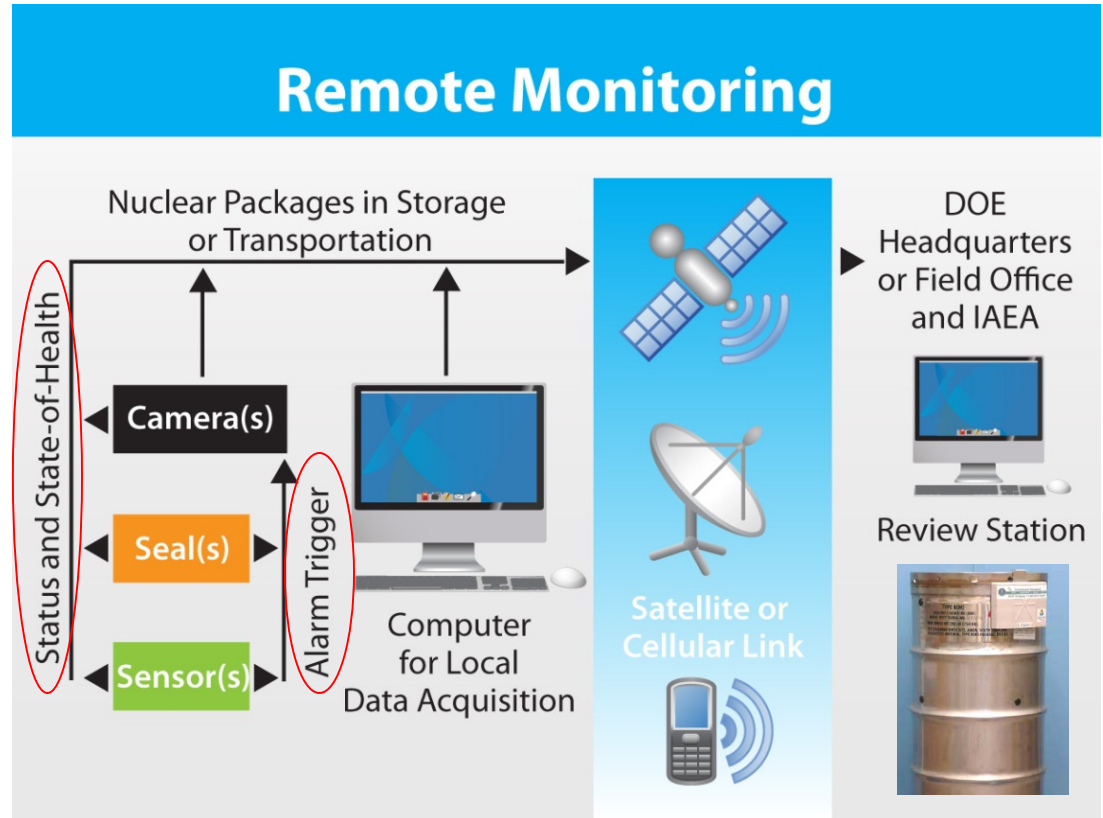 Remote Monitoring
Nuclear Packages in Storage
or Transportation
Status and State-of-Health
Camera(s)
Seal(s)
Sensor(s)
Alarm Trigger
Computer
for Local
Data Acquisition
Satellite or
Cellular Link
DOE
Headquarters
or Field Office
and IAEA
Review Station